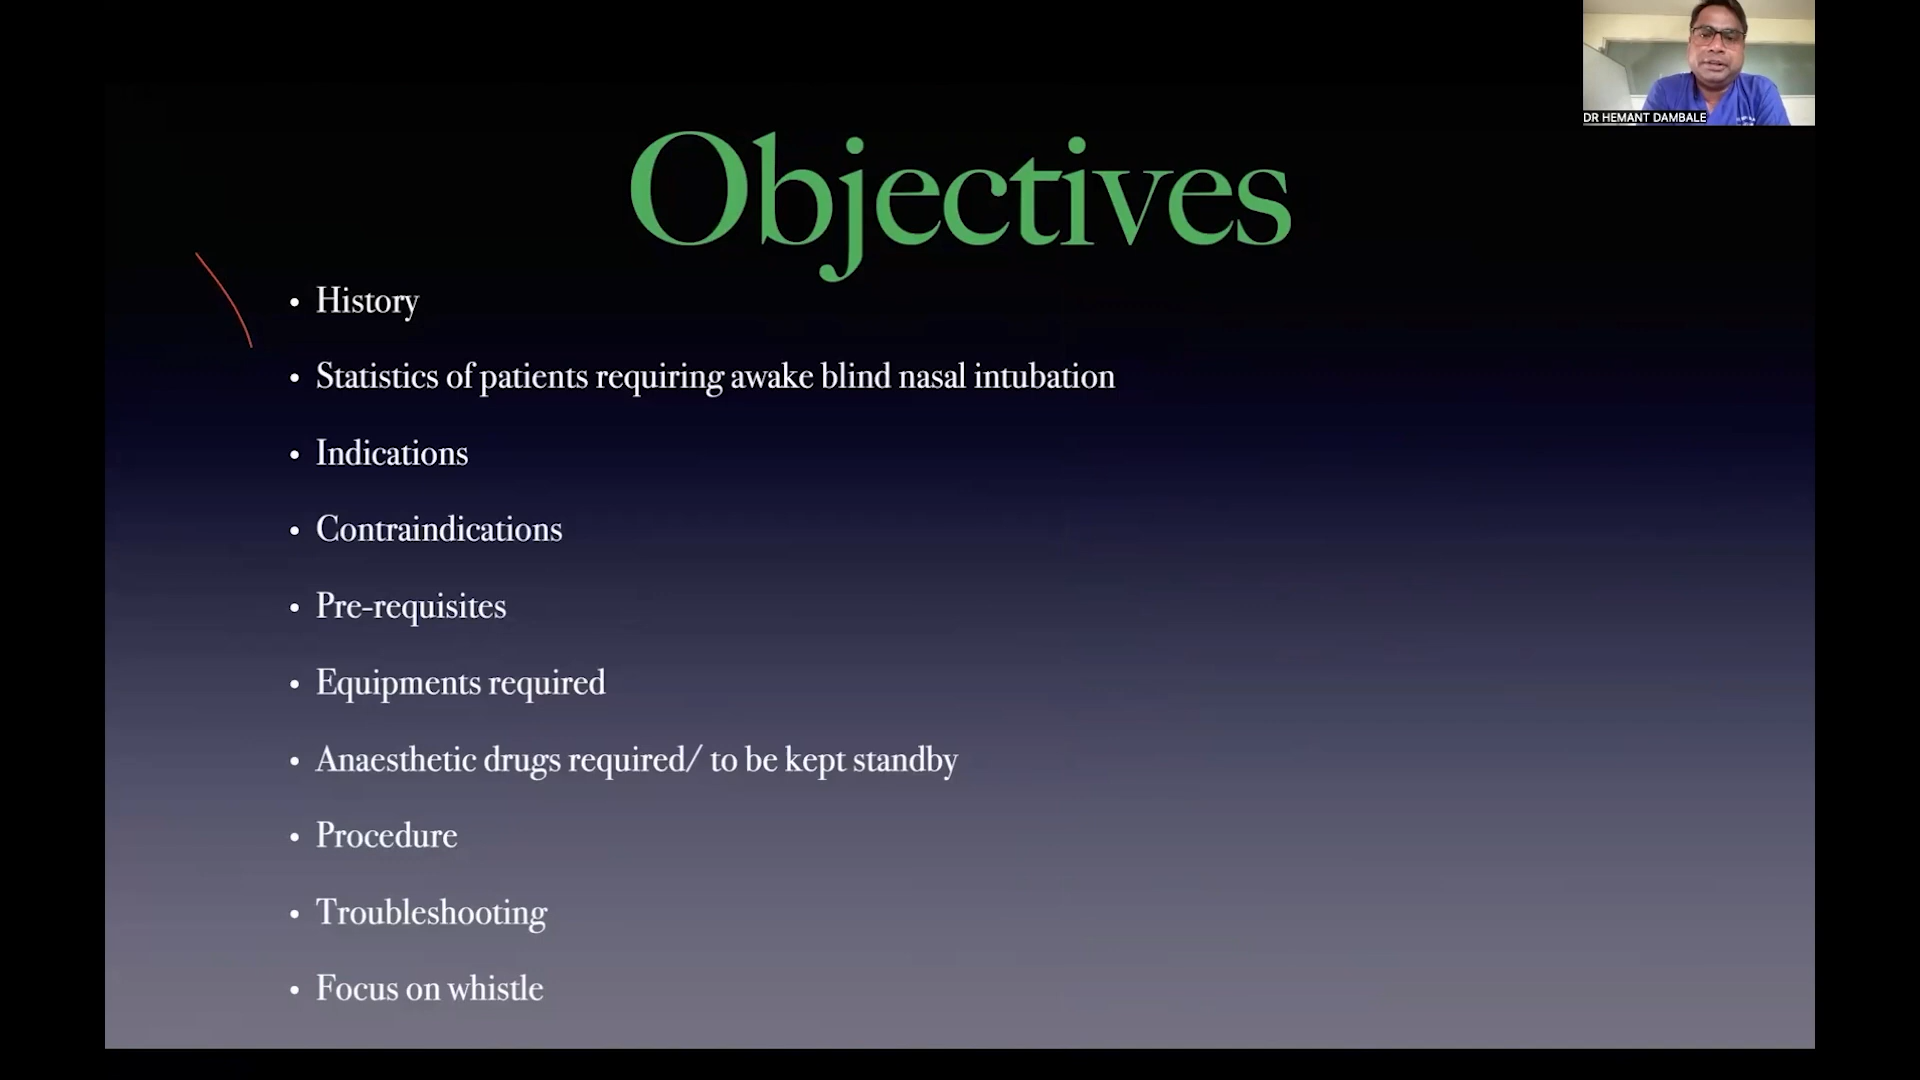 DR HEMANT DAMBALE
Objectives
• History
• Statistics of patients requiring awake blind nasal intubation
• Indications
• Contraindications
• Pre-requisites
• Equipments required
• Anaesthetic drugs required/ to be kept standby
• Procedure
• Troubleshooting
• Focus on whistle